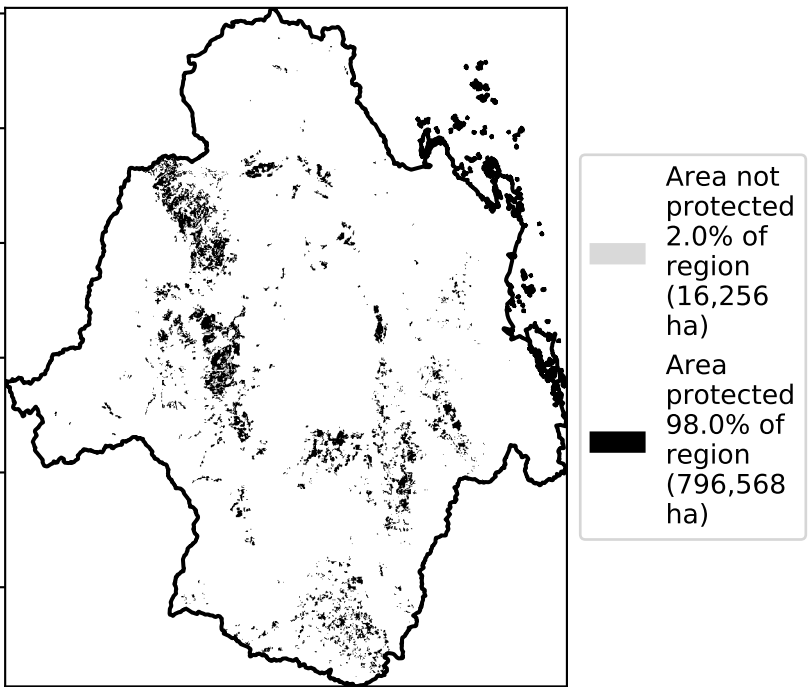 Area not
protected
2.0% of
region
(16,256
ha)
Area
protected
98.0% of
region
(796,568
ha)